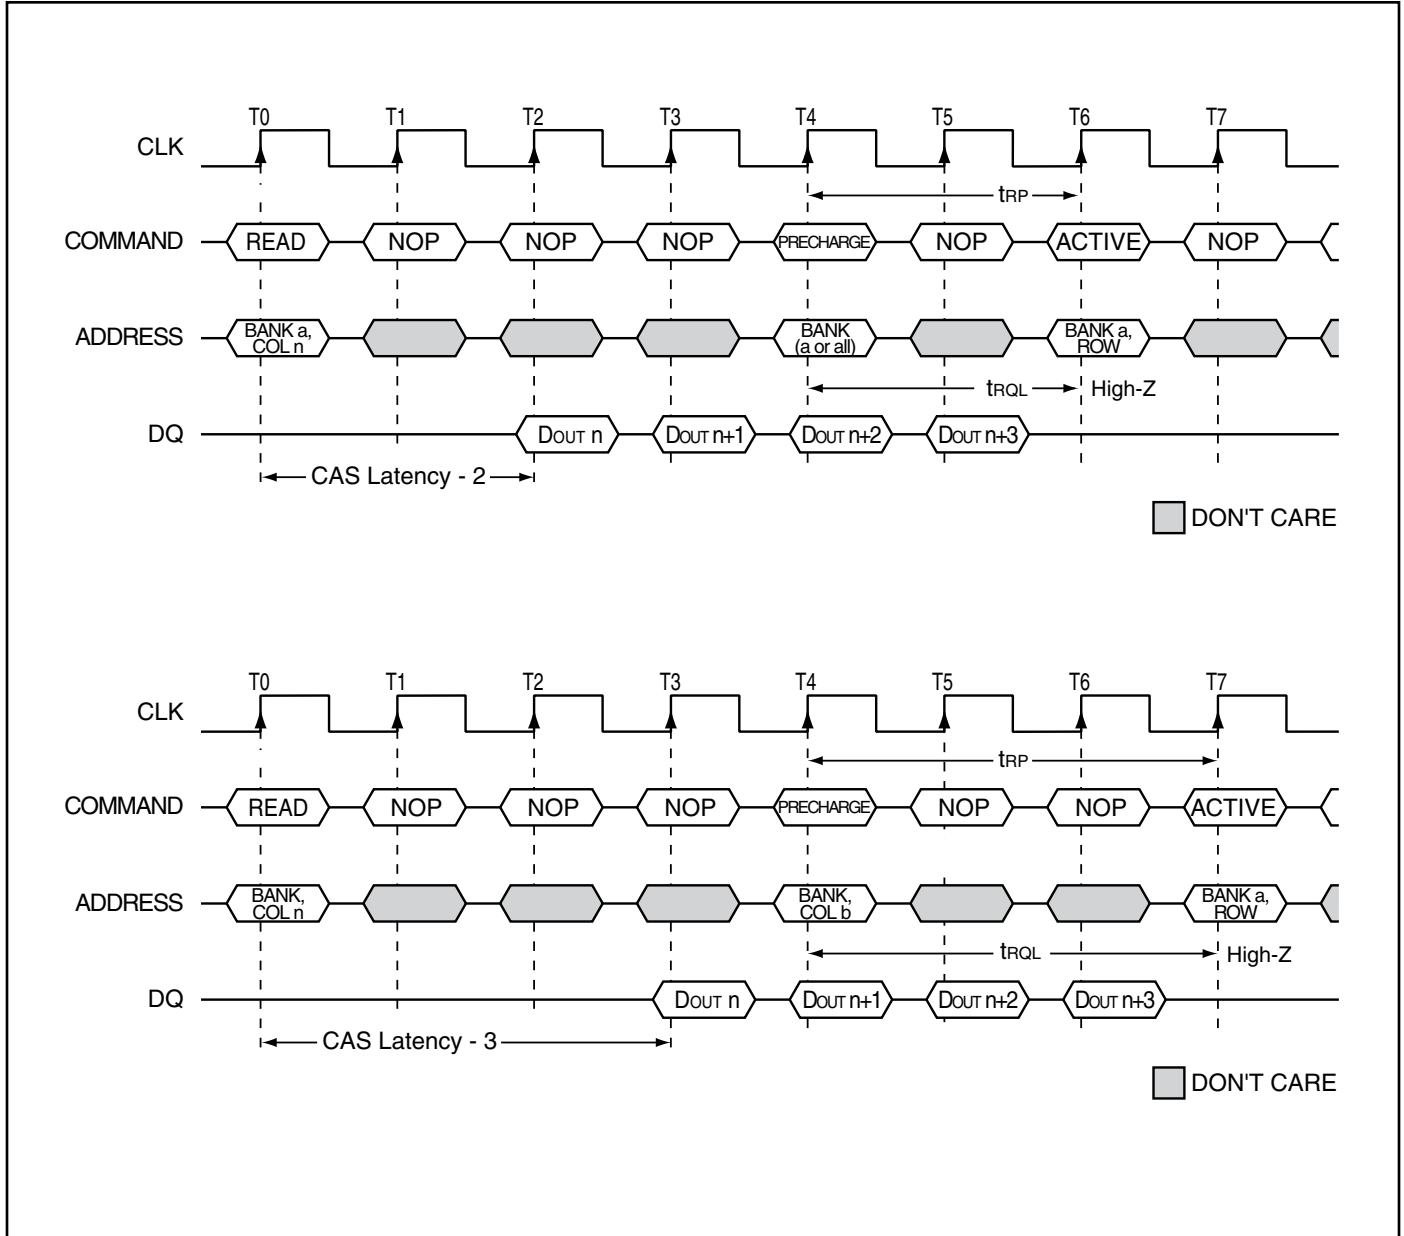 T0 T1 T2 T3 T4 T5 T6 T7
CLK
tRP
COMMAND READ NOP NOP NOP PRECHARGE NOP ACTIVE NOP
ADDRESS BANK a, COL n BANK (a or all) BANK a, ROW
tRQL High-Z
DQ DOUT n DOUT n+1 DOUT n+2 DOUT n+3
CAS Latency - 2
DON'T CARE
T0 T1 T2 T3 T4 T5 T6 T7
CLK
tRP
COMMAND READ NOP NOP NOP PRECHARGE NOP NOP ACTIVE
ADDRESS BANK, COL n BANK, COL b BANK a, ROW
tRQL High-Z
DQ DOUT n DOUT n+1 DOUT n+2 DOUT n+3
CAS Latency - 3
DON'T CARE